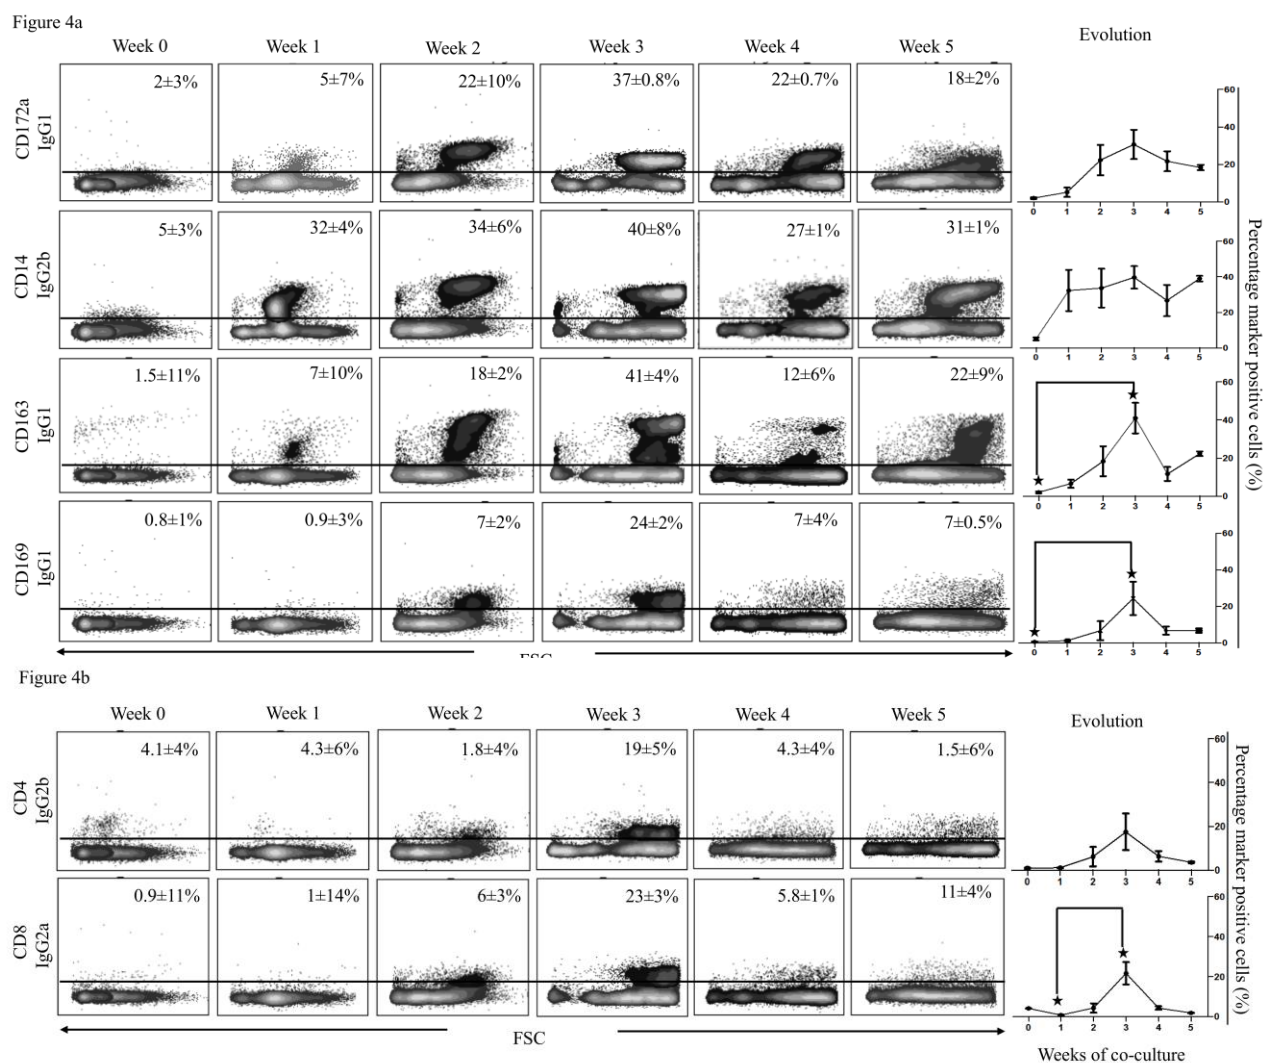 Figure 4a
Week 0 Week 1 Week 2 Week 3 Week 4 Week 5 Evolution
CD172a
IgG1
2±3% 5±7% 22±10% 37±0.8% 22±0.7% 18±2%
60
40
20
0
0 1 2 3 4 5
CD14
IgG2b
5±3% 32±4% 34±6% 40±8% 27±1% 31±1%
60
40
20
0
0 1 2 3 4 5
CD163
IgG1
1.5±11% 7±10% 18±2% 41±4% 12±6% 22±9%
60
40
20
0
0 1 2 3 4 5
CD169
IgG1
0.8±1% 0.9±3% 7±2% 24±2% 7±4% 7±0.5%
60
40
20
0
0 1 2 3 4 5
Percentage marker positive cells (%)
FSC
Figure 4b
Week 0 Week 1 Week 2 Week 3 Week 4 Week 5 Evolution
CD4
IgG2b
4.1±4% 4.3±6% 1.8±4% 19±5% 4.3±4% 1.5±6%
60
40
20
0
0 1 2 3 4 5
CD8
IgG2a
0.9±11% 1±14% 6±3% 23±3% 5.8±1% 11±4%
60
40
20
0
0 1 2 3 4 5
Percentage marker positive cells (%)
FSC
Weeks of co-culture